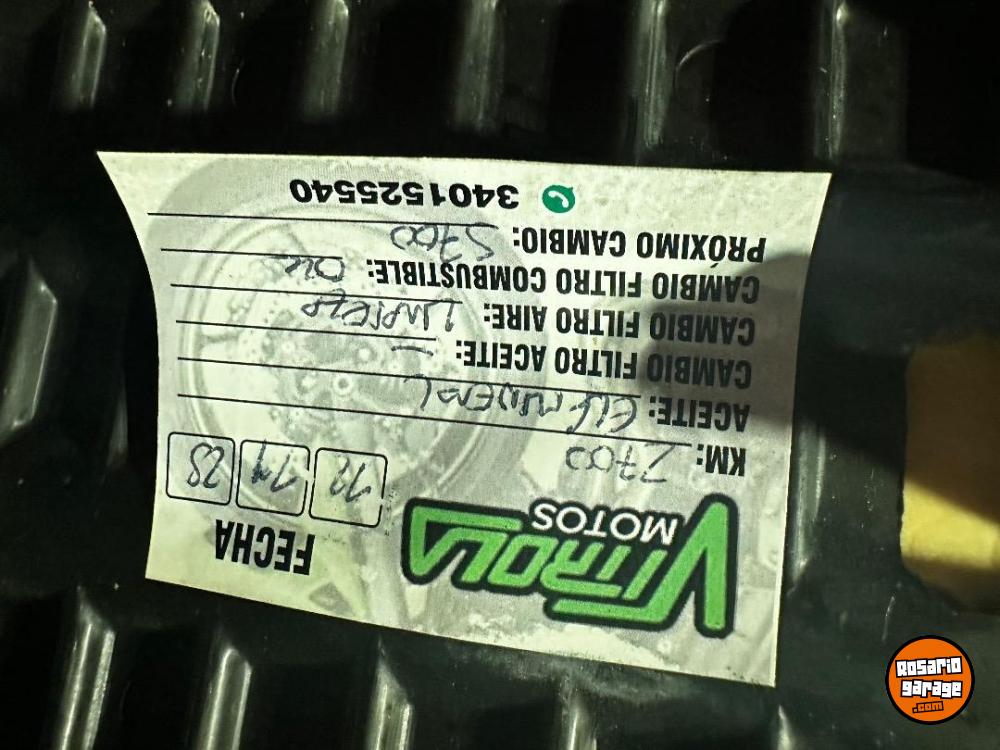 VITROLA
MOTOS
FECHA
12 11 25
KM: 2700
ACEITE: ELF MINERAL
CAMBIO FILTRO ACEITE: —
CAMBIO FILTRO AIRE: LIMPIEZA
CAMBIO FILTRO COMBUSTIBLE: OK
PRÓXIMO CAMBIO: 5700
3401525540
Rosario
garage
.com